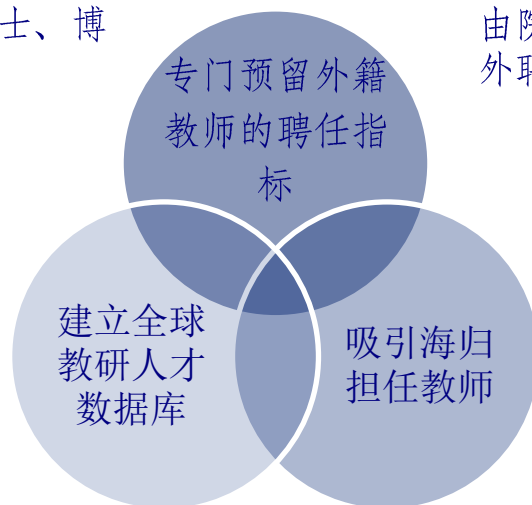 士、博
由
外
专门预留外籍
教师的聘任指
标
建立全球
教研人才
数据库
吸引海归
担任教师